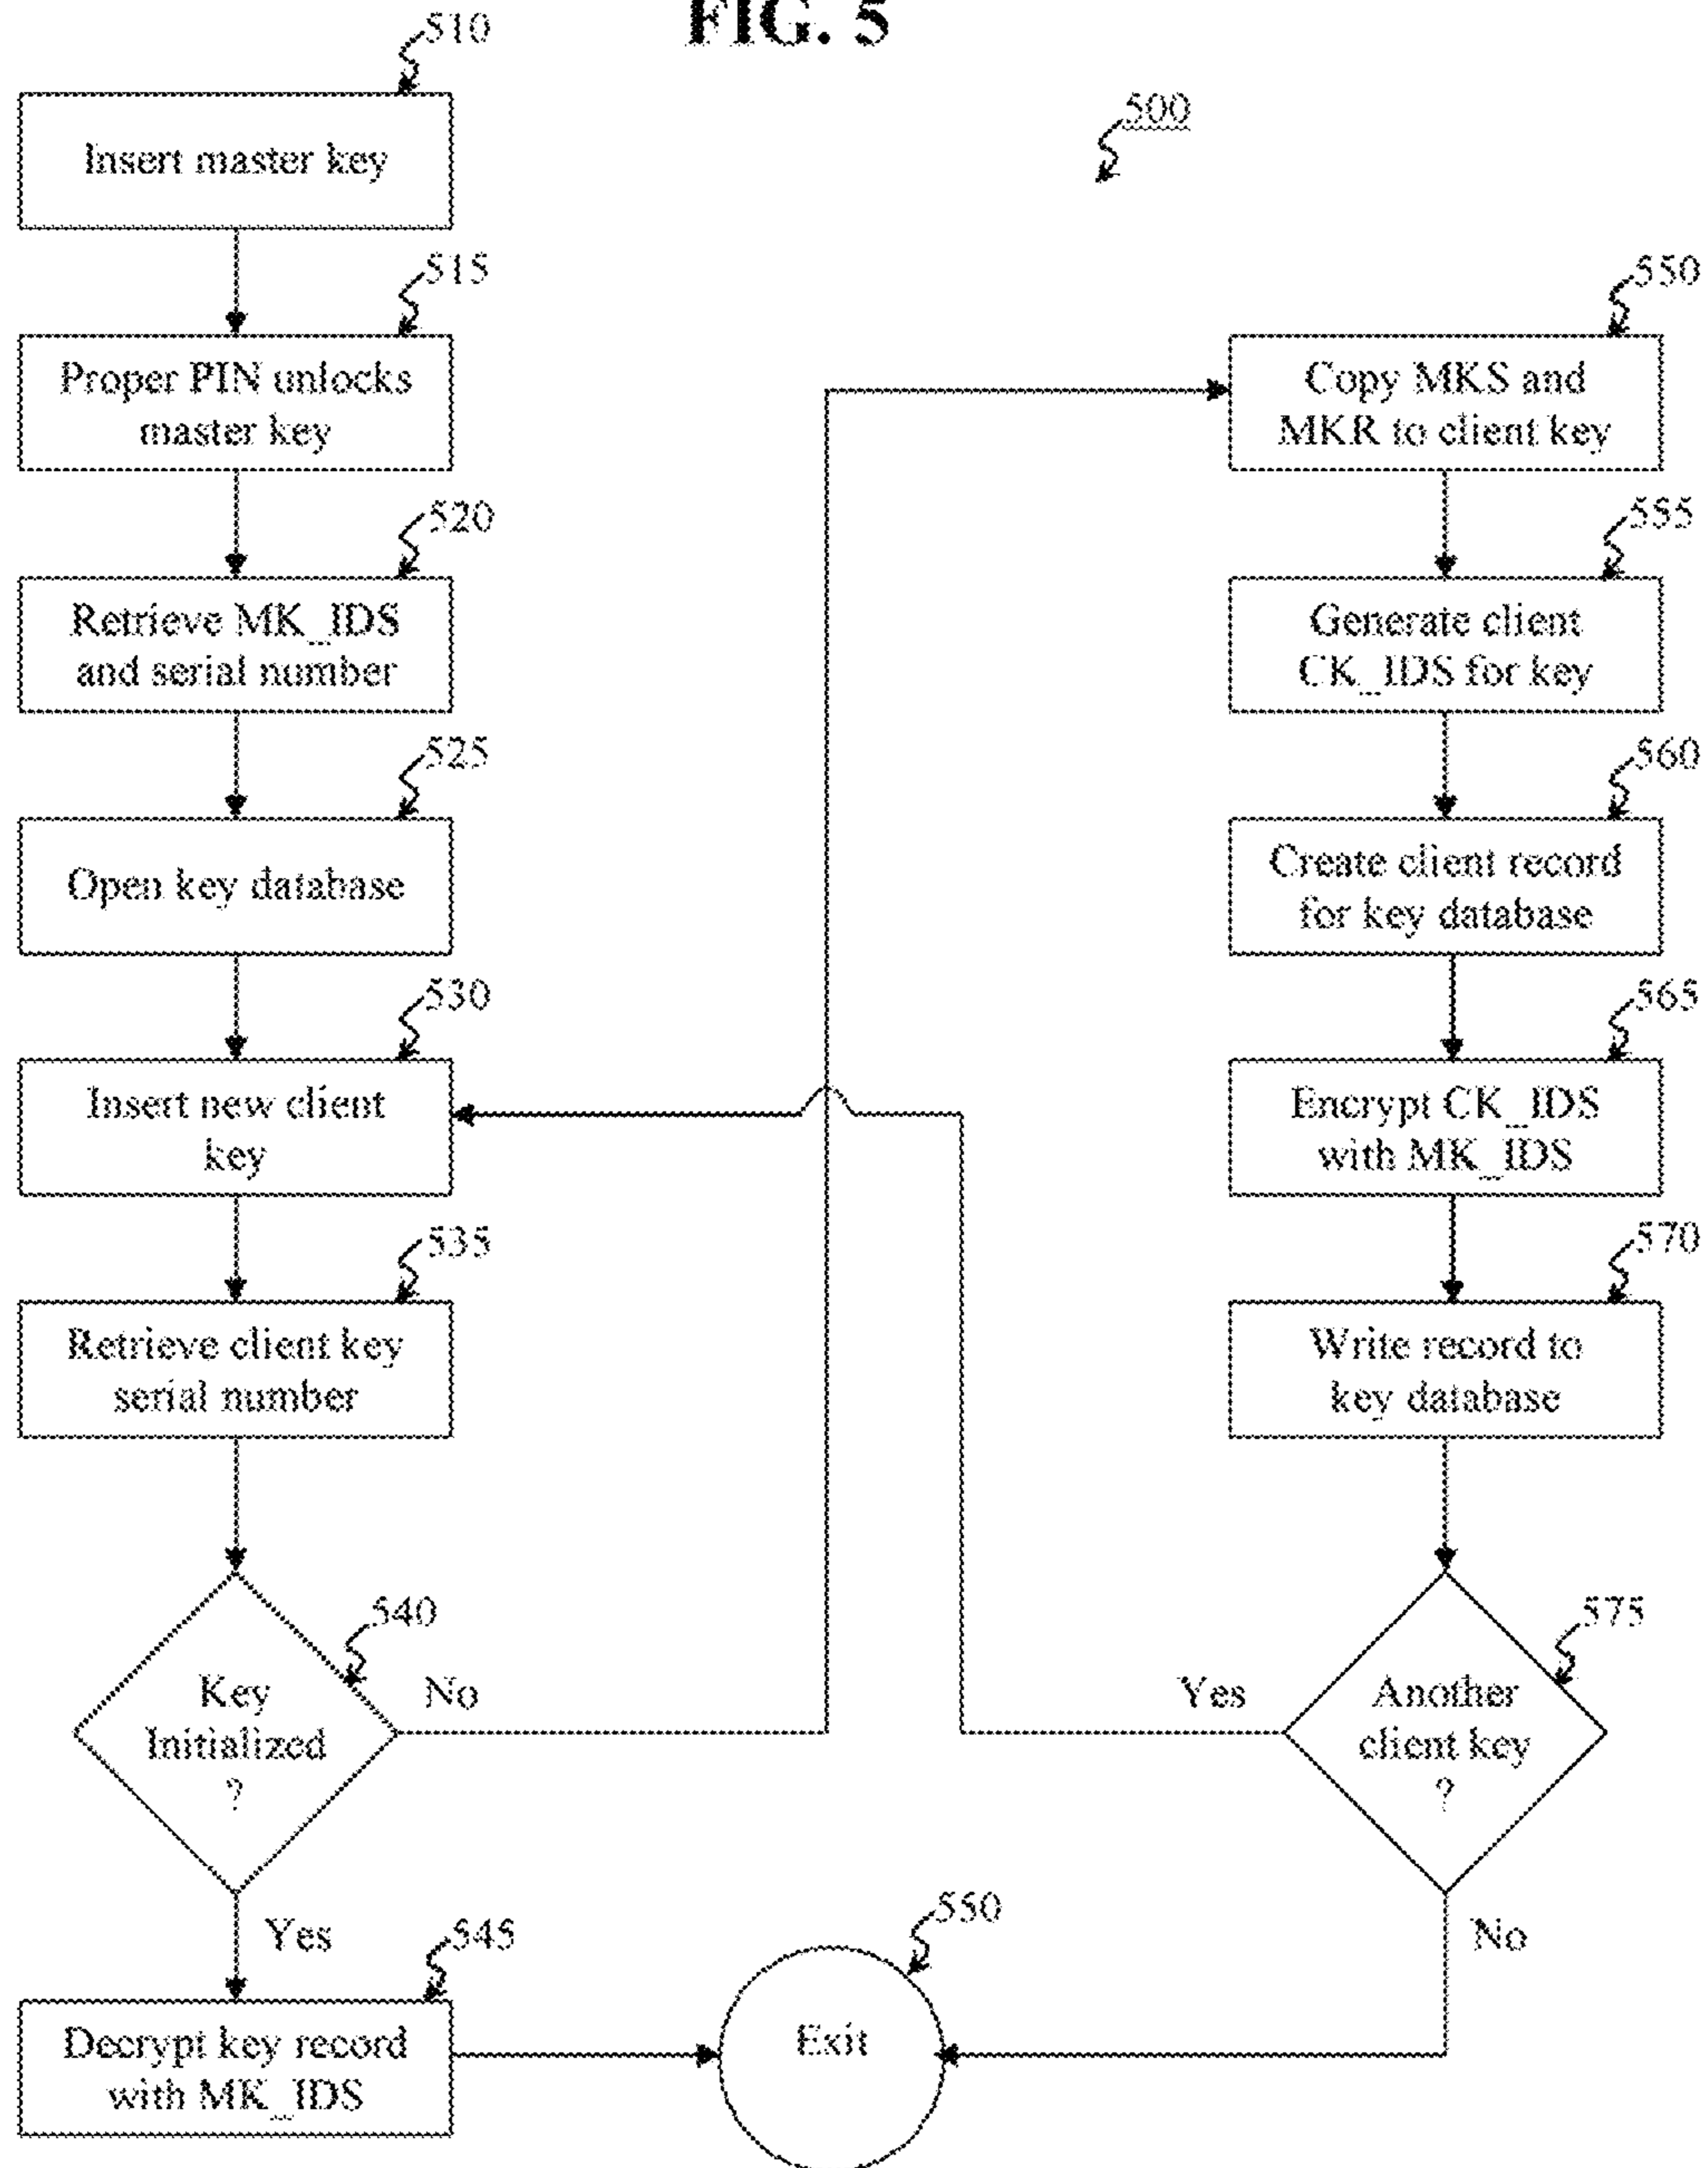 FIG. 5
500
510
Insert master key
515
Proper PIN unlocks
master key
520
Retrieve MK_IDS
and serial number
525
Open key database
530
Insert new client
key
535
Retrieve client key
serial number
540
Key
Initialized
?
No
Yes
545
Decrypt key record
with MK_IDS
550
Copy MKS and
MKR to client key
555
Generate client
CK_IDS for key
560
Create client record
for key database
565
Encrypt CK_IDS
with MK_IDS
570
Write record to
key database
575
Another
client key
?
Yes
No
550
Exit